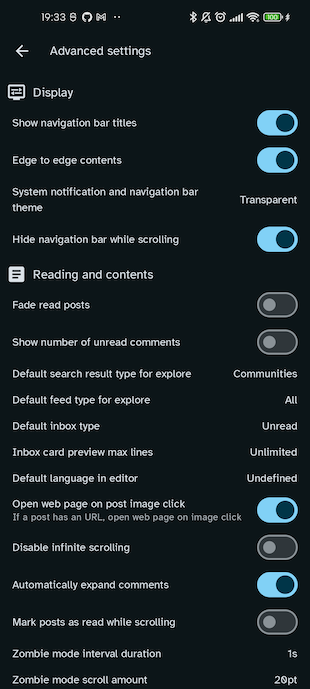 19:33
Advanced settings
Display
Show navigation bar titles
Edge to edge contents
System notification and navigation bar
theme
Transparent
Hide navigation bar while scrolling
Reading and contents
Fade read posts
Show number of unread comments
Default search result type for explore Communities
Default feed type for explore All
Default inbox type Unread
Inbox card preview max lines Unlimited
Default language in editor Undefined
Open web page on post image click
If a post has an URL, open web page on image click
Disable infinite scrolling
Automatically expand comments
Mark posts as read while scrolling
Zombie mode interval duration 1s
Zombie mode scroll amount 20pt